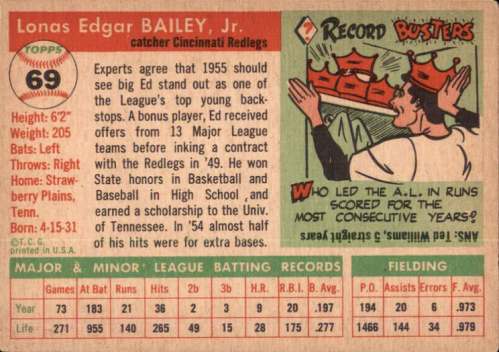 Lonas Edgar BAILEY, Jr.
catcher Cincinnati Redlegs
TOPPS
69
Height: 6'2"
Weight: 205
Bats: Left
Throws: Right
Home: Straw-
berry Plains,
Tenn.
Born: 4-15-31
©T.C.G.
printed in U.S.A.
Experts agree that 1955 should
see big Ed stand out as one of
the League's top young back-
stops. A bonus player, Ed received
offers from 13 Major League
teams before inking a contract
with the Redlegs in '49. He won
State honors in Basketball and
Baseball in High School and
earned a scholarship to the Univ.
of Tennessee. In '54 almost half
of his hits were for extra bases.
? RECORD BUSTERS
WHO LED THE A.L. IN RUNS
SCORED FOR THE
MOST CONSECUTIVE YEARS?
ANS: Ted Williams, 5 straight years
MAJOR & MINOR LEAGUE BATTING RECORDS FIELDING
Games At Bat Runs Hits 2b 3b H.R. R.B.I. B. Avg. P.O. Assists Errors F. Avg.
Year 73 183 21 36 2 3 9 20 .197 194 20 6 .973
Life 271 955 140 265 49 15 28 175 .277 1466 144 34 .979